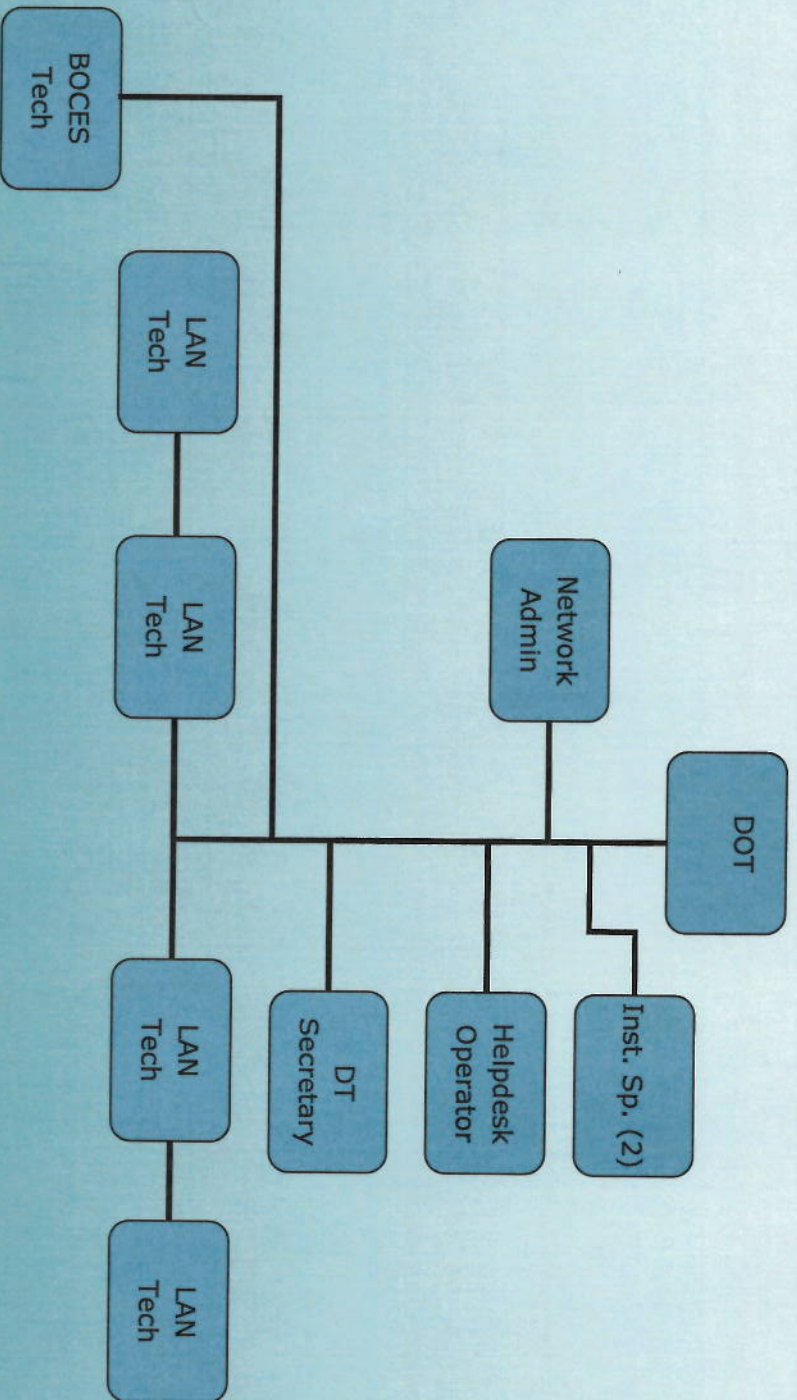 DOT
Inst. Sp. (2)
Network
Admin
Helpdesk
Operator
DT
Secretary
LAN
Tech
LAN
Tech
LAN
Tech
LAN
Tech
BOCES
Tech